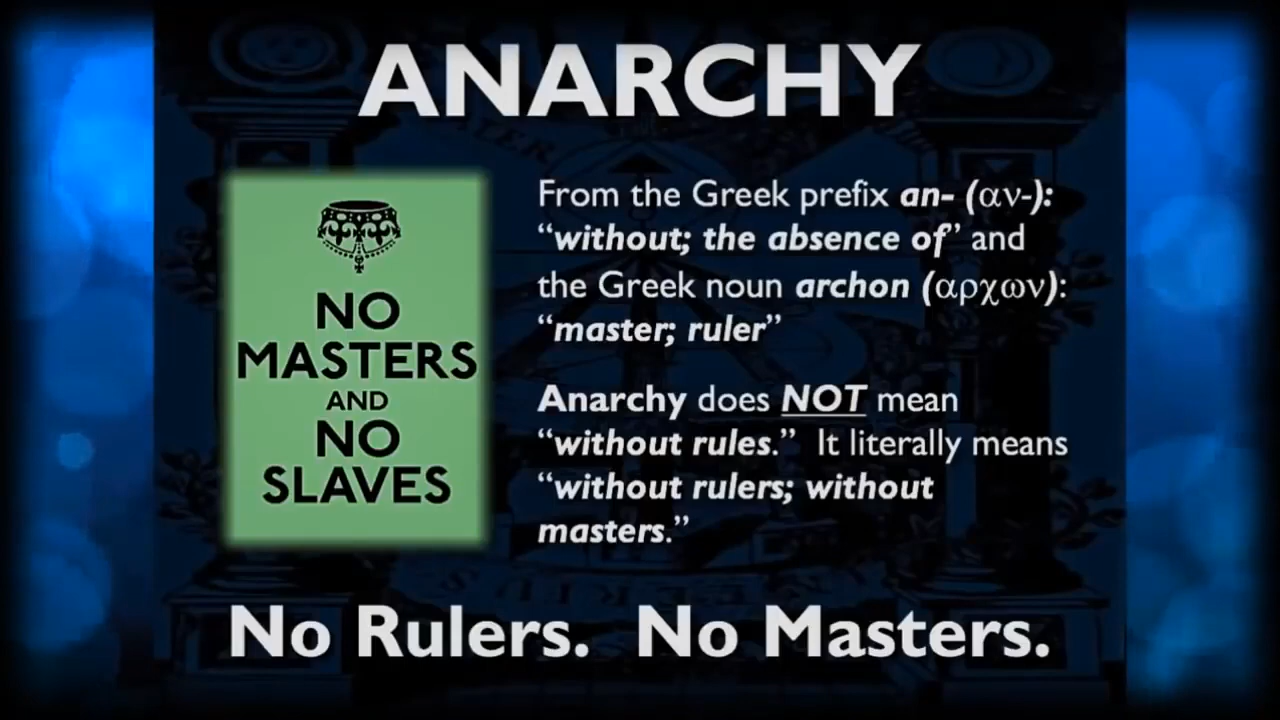 ANARCHY
NO
MASTERS
AND
NO
SLAVES
From the Greek prefix an- (αν-):
“without; the absence of” and
the Greek noun archon (αρχων):
“master; ruler”
Anarchy does NOT mean
“without rules.” It literally means
“without rulers; without
masters.”
No Rulers. No Masters.